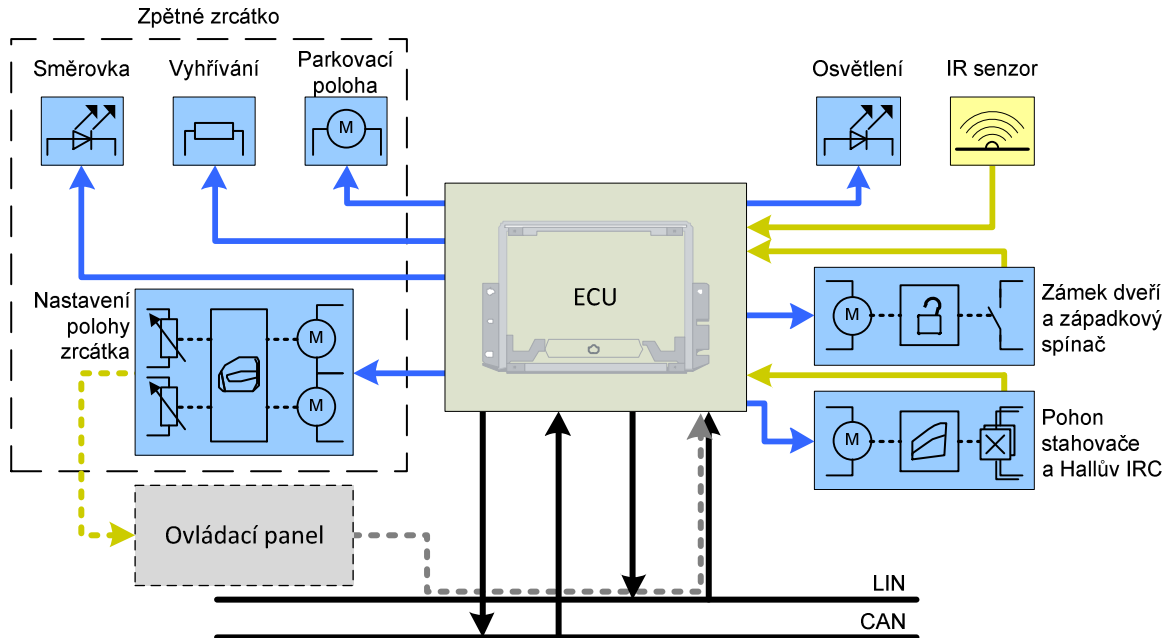 Zpětné zrcátko
Směrovka
Vyhřívání
Parkovací
poloha
Osvětlení
IR senzor
M
ECU
Nastavení
polohy
zrcátka
M
M
M
Zámek dveří
a západkový
spínač
M
Pohon
stahovače
a Hallův IRC
Ovládací panel
LIN
CAN